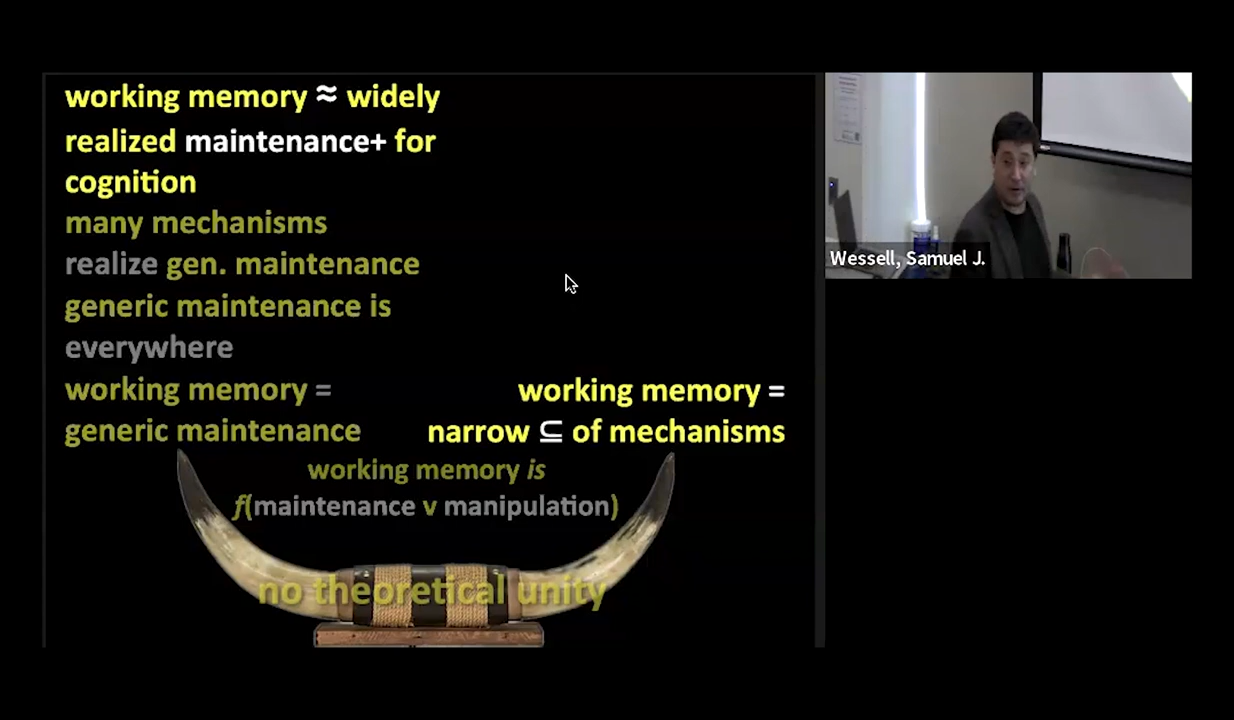 working memory ≈ widely
realized maintenance+ for
cognition
many mechanisms
realize gen. maintenance
generic maintenance is
everywhere
working memory =
generic maintenance
working memory =
narrow ⊆ of mechanisms
working memory is
f(maintenance v manipulation)
no theoretical unity
Wessell, Samuel J.